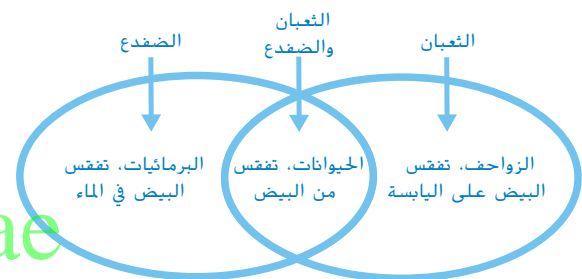 الثعبان
الثعبان
والضفدع
الضفدع
الزواحف، تفقس
البيض على اليابسة
الحيوانات، تفقس
من البيض
البرمائيات، تفقس
البيض في الماء
ae